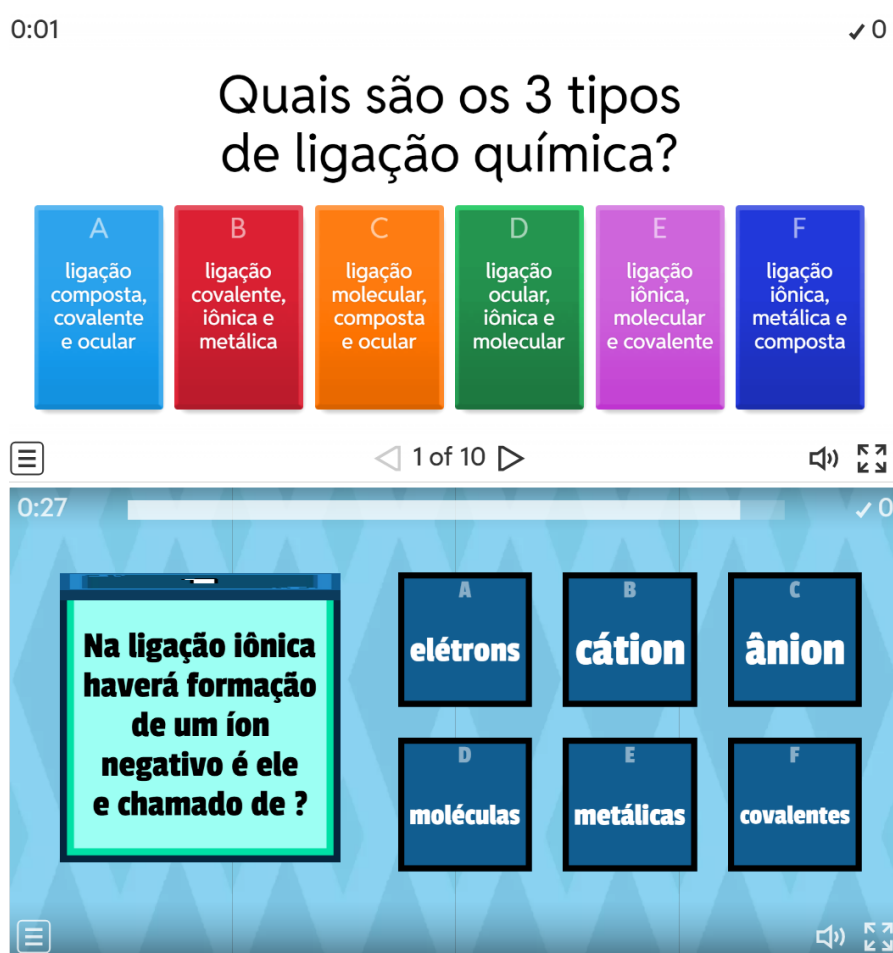 0:01
✓ 0
Quais são os 3 tipos
de ligação química?
A
ligação
composta,
covalente
e ocular
B
ligação
covalente,
iônica e
metálica
C
ligação
molecular,
composta
e ocular
D
ligação
ocular,
iônica e
molecular
E
ligação
iônica,
molecular
e covalente
F
ligação
iônica,
metálica e
composta
1 of 10
0:27
✓ 0
Na ligação iônica
haverá formação
de um íon
negativo é ele
e chamado de ?
A
elétrons
B
cátion
C
ânion
D
moléculas
E
metálicas
F
covalentes